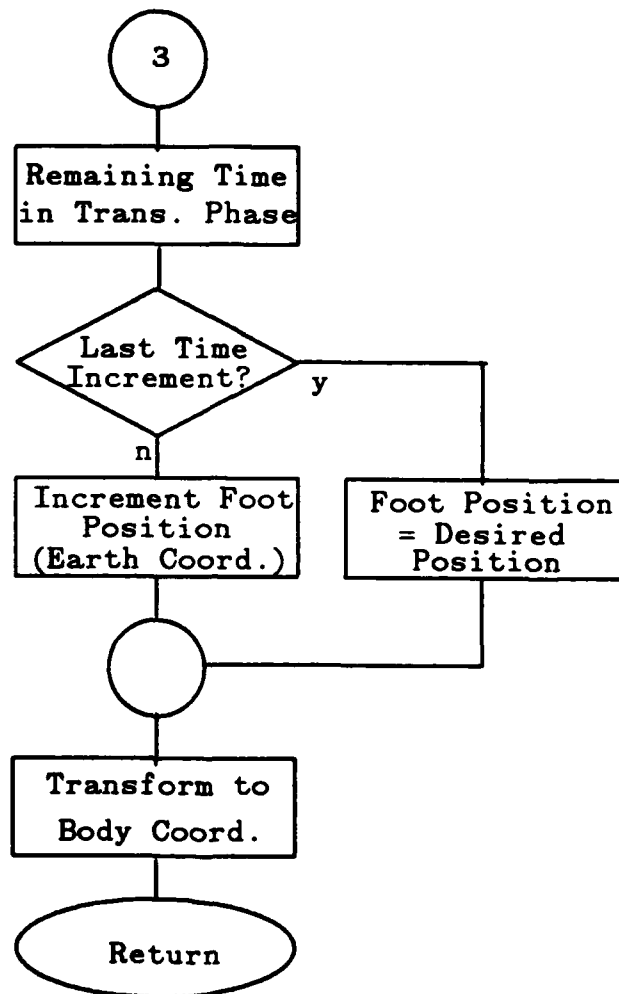 3
Remaining Time
in Trans. Phase
Last Time
Increment?
y
n
Increment Foot
Position
(Earth Coord.)
Foot Position
= Desired
Position
Transform to
Body Coord.
Return